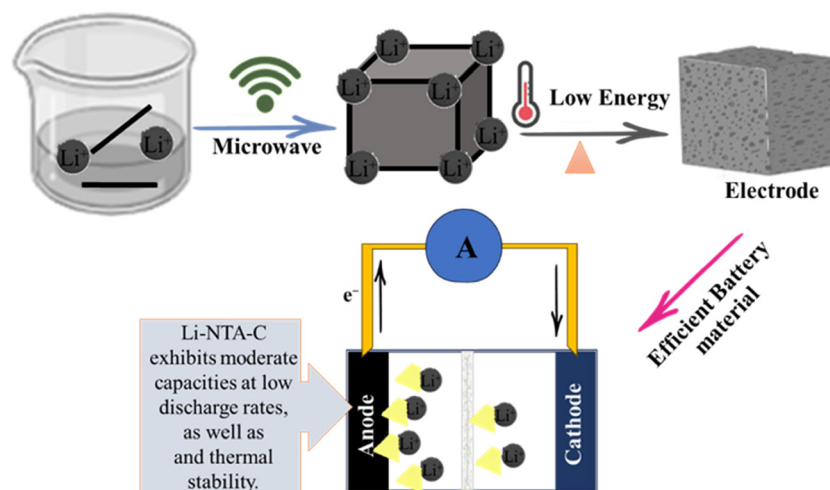 Li⁺
Li⁺
Microwave
Li⁺
Li⁺
Li⁺
Li⁺
Li⁺
Li⁺
Li⁺
Low Energy
Electrode
Efficient Battery
material
A
e⁻
Li-NTA-C
exhibits moderate
capacities at low
discharge rates,
as well as
and thermal
stability.
Anode
Li⁺
Li⁺
Li⁺
Li⁺
Li⁺
Li⁺
Cathode